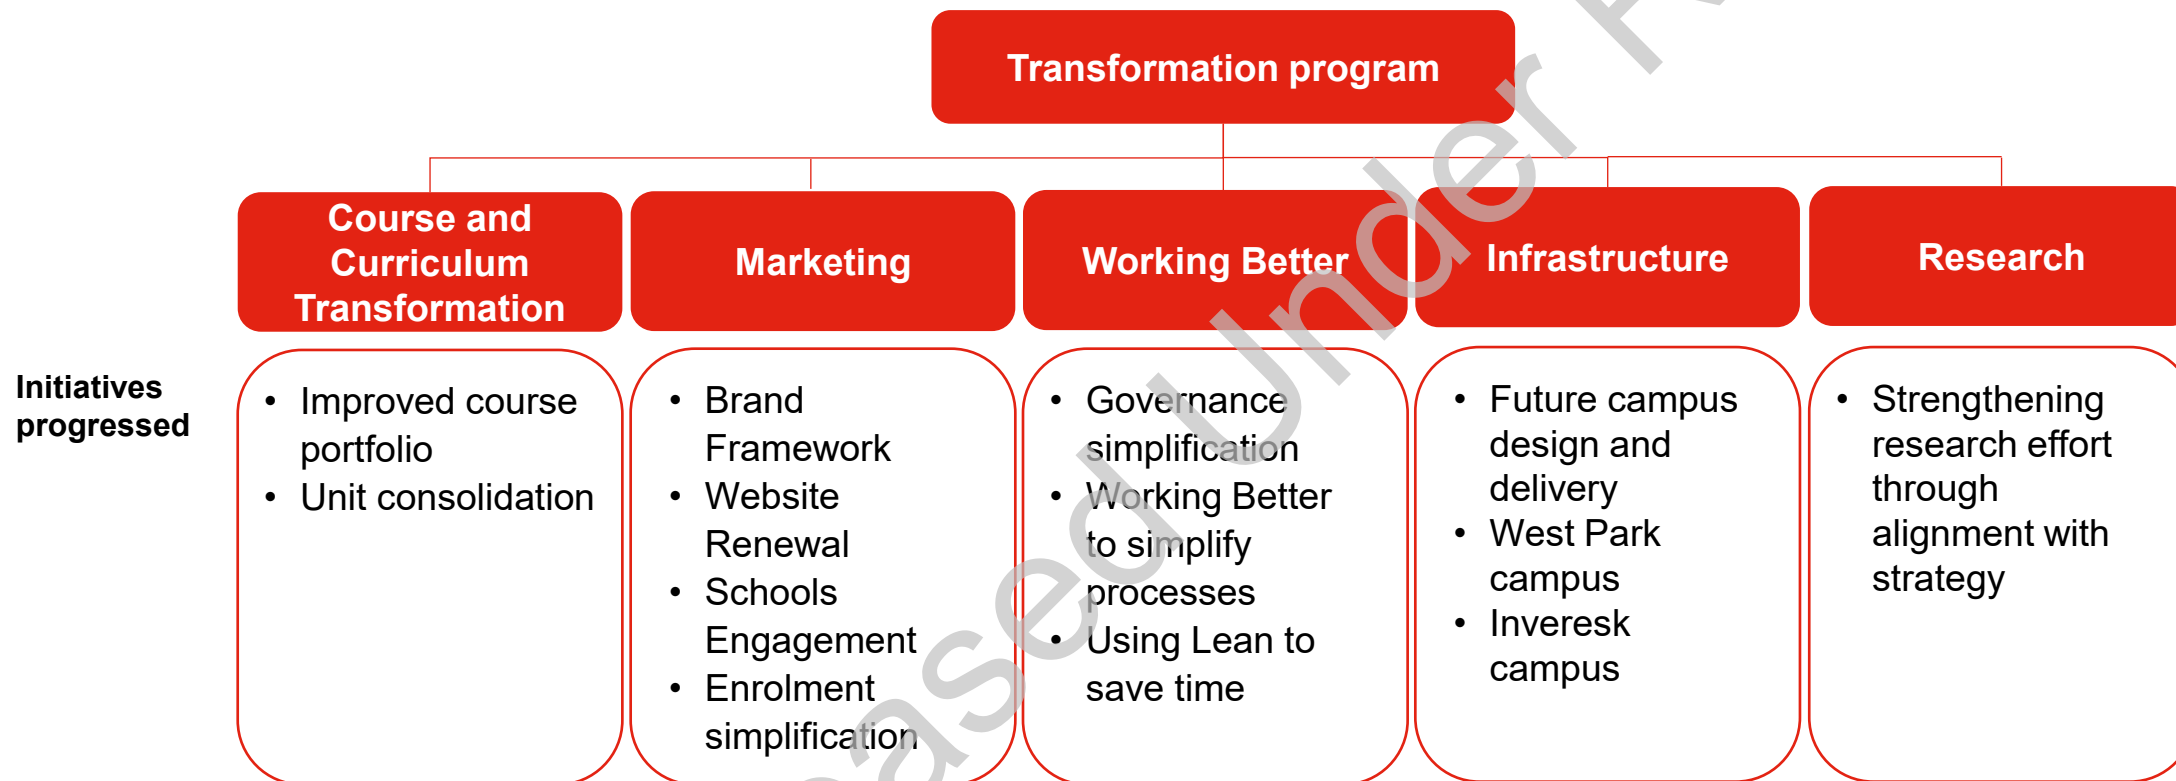 Transformation program
Course and
Curriculum
Transformation
Marketing
Working Better
Infrastructure
Research
Initiatives
progressed
• Improved course
portfolio
• Unit consolidation
• Brand
Framework
• Website
Renewal
• Schools
Engagement
• Enrolment
simplification
• Governance
simplification
• Working Better
to simplify
processes
• Using Lean to
save time
• Future campus
design and
delivery
• West Park
campus
• Inveresk
campus
• Strengthening
research effort
through
alignment with
strategy
ased Under R